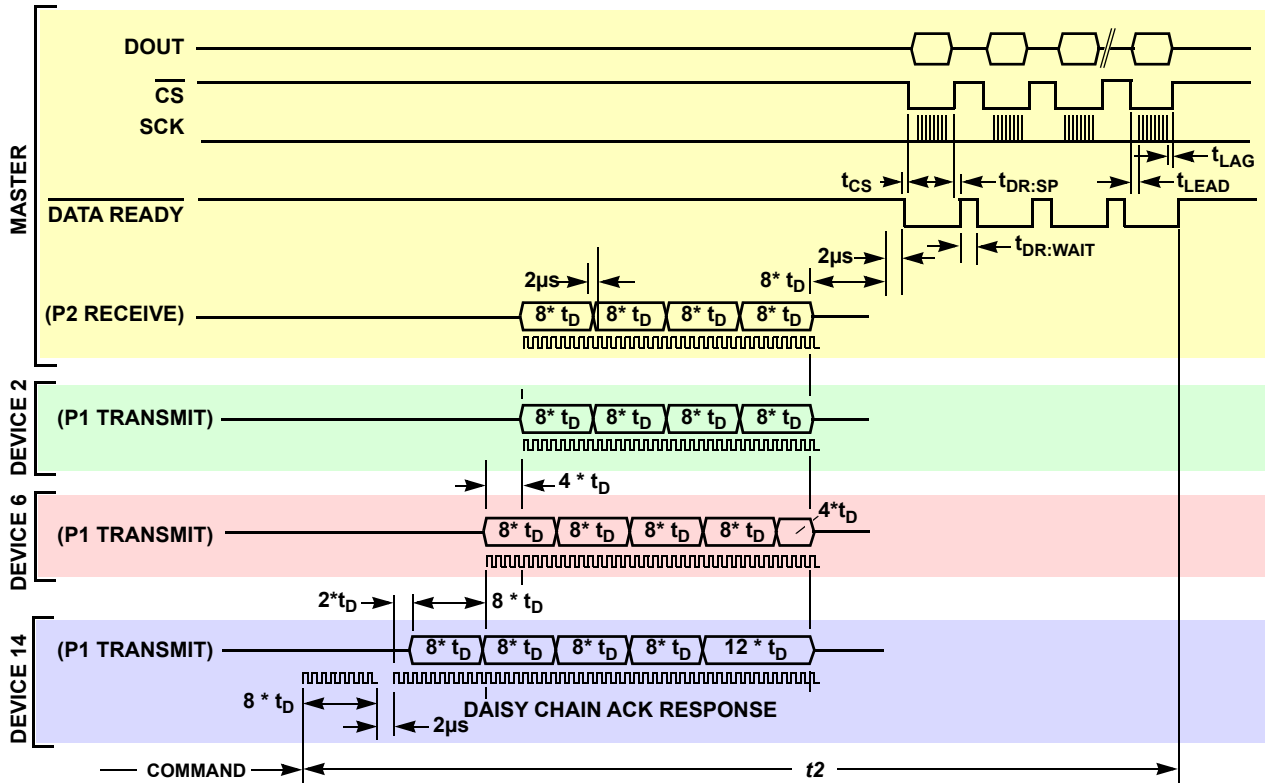 MASTER
DOUT
CS
SCK
tLAG
tCS
tDR:SP
tLEAD
DATA READY
tDR:WAIT
2µs
2µs
8* tD
(P2 RECEIVE)
8* tD 8* tD 8* tD 8* tD
DEVICE 2
(P1 TRANSMIT)
8* tD 8* tD 8* tD 8* tD
4 * tD
DEVICE 6
4*tD
(P1 TRANSMIT)
8* tD 8* tD 8* tD 8* tD
2*tD
8 * tD
DEVICE 14
(P1 TRANSMIT)
8* tD 8* tD 8* tD 8* tD 12 * tD
8 * tD
DAISY CHAIN ACK RESPONSE
2µs
COMMAND
t2